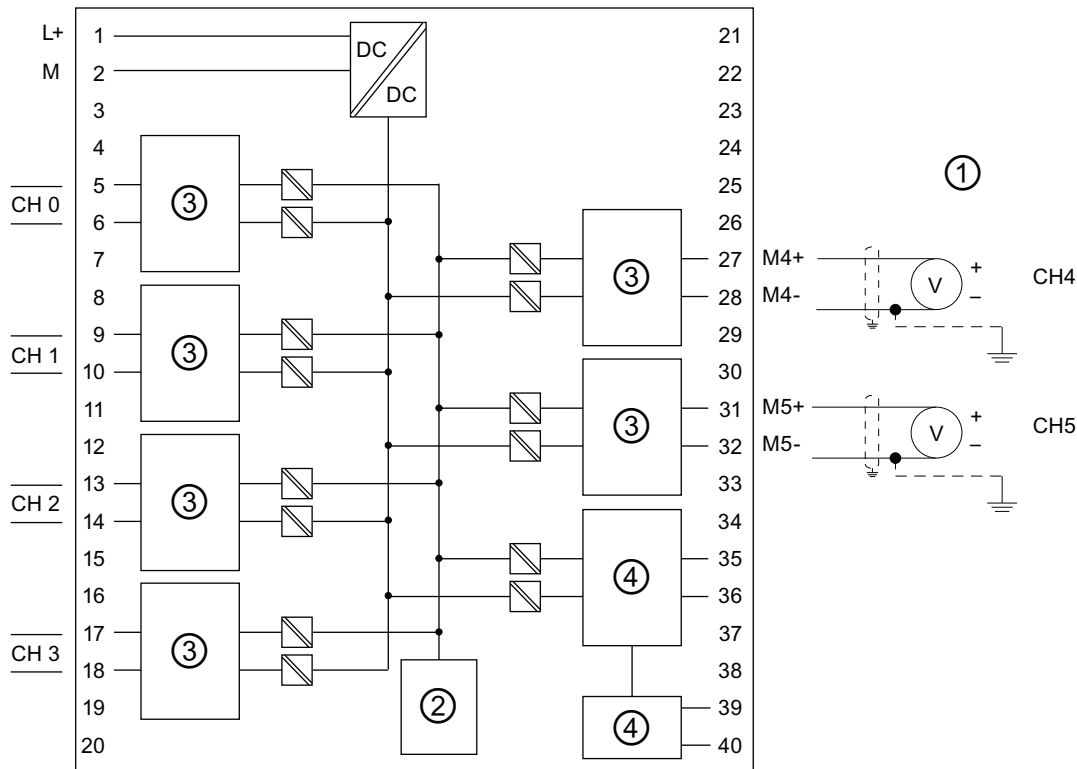 L+ 1 DC 21
M 2 DC 22
3 23
4 24
CH 0 5 ③ 25 ①
6 26
7 ③ 27 M4+ V + CH4
8 28 M4- −
CH 1 9 ③ 29
10 30
11 ③ 31 M5+ V + CH5
12 32 M5- −
CH 2 13 ③ 33
14 34
15 ④ 35
16 36
CH 3 17 ③ 37
18 38
19 ② ④ 39
20 40